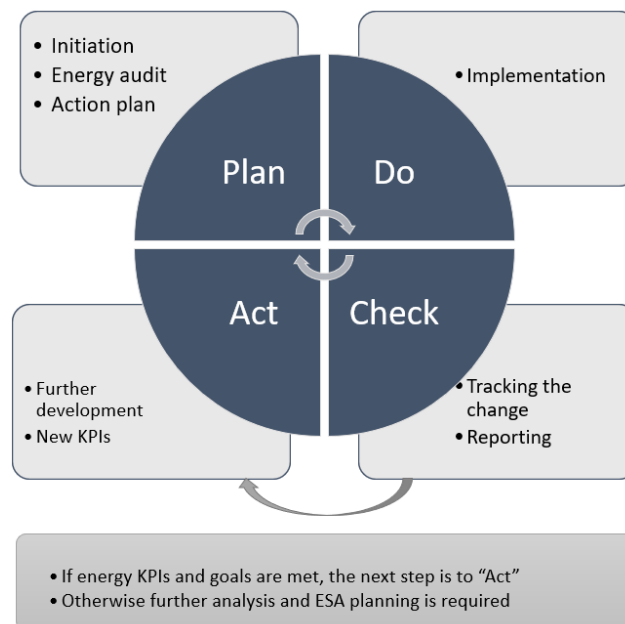 • Initiation
• Energy audit
• Action plan
• Implementation
Plan
Do
Act
Check
• Further
development
• New KPIs
• Tracking the
change
• Reporting
• If energy KPIs and goals are met, the next step is to “Act”
• Otherwise further analysis and ESA planning is required